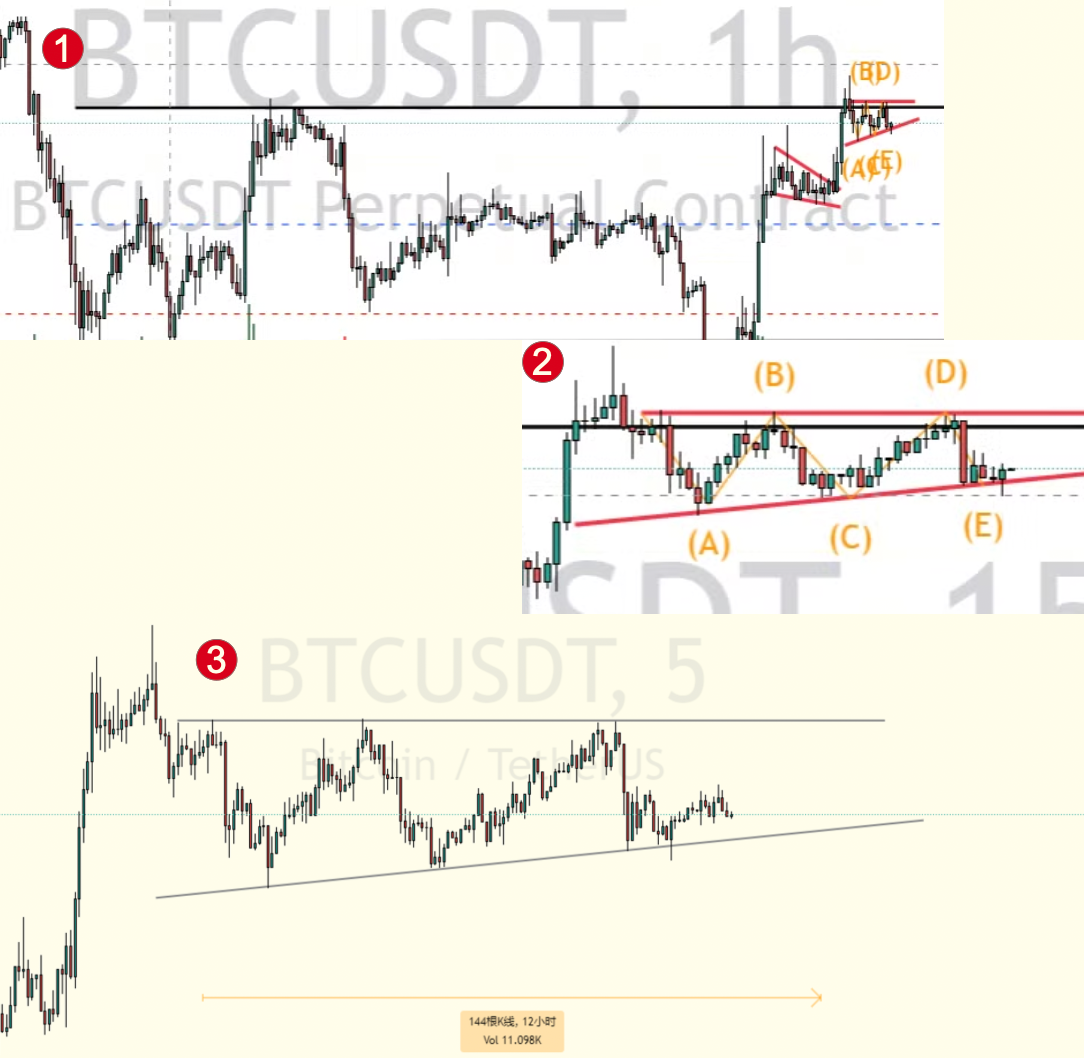 1
BTCUSDT, 1h
BTCUSDT Perpetual Contract
(B)(D)
(A)(C)(E)
2
(B)
(D)
(A)
(C)
(E)
SDT, 15
3
BTCUSDT, 5
Bitcoin / TetherUS
144根K线, 12小时
Vol 11.098K